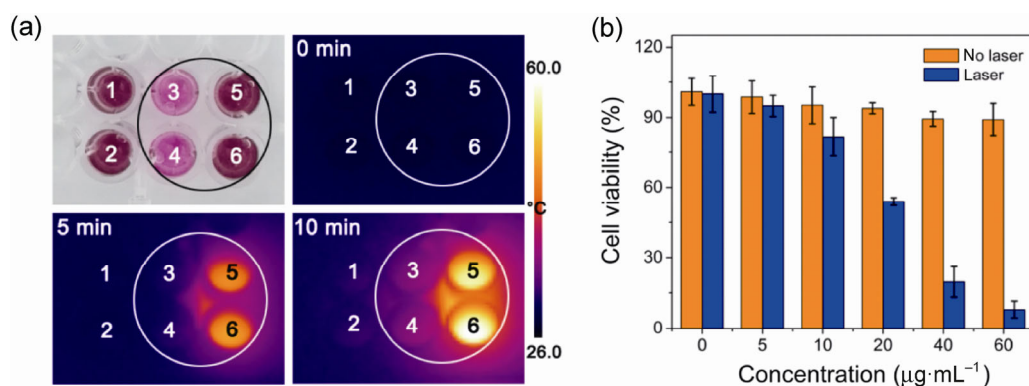 (a)
1 3 5
2 4 6
0 min
1 3 5
2 4 6
5 min
1 3 5
2 4 6
10 min
1 3 5
2 4 6
60.0
°C
26.0
(b)
Cell viability (%)
120
90
60
30
0
No laser
Laser
0 5 10 20 40 60
Concentration (μg·mL⁻¹)